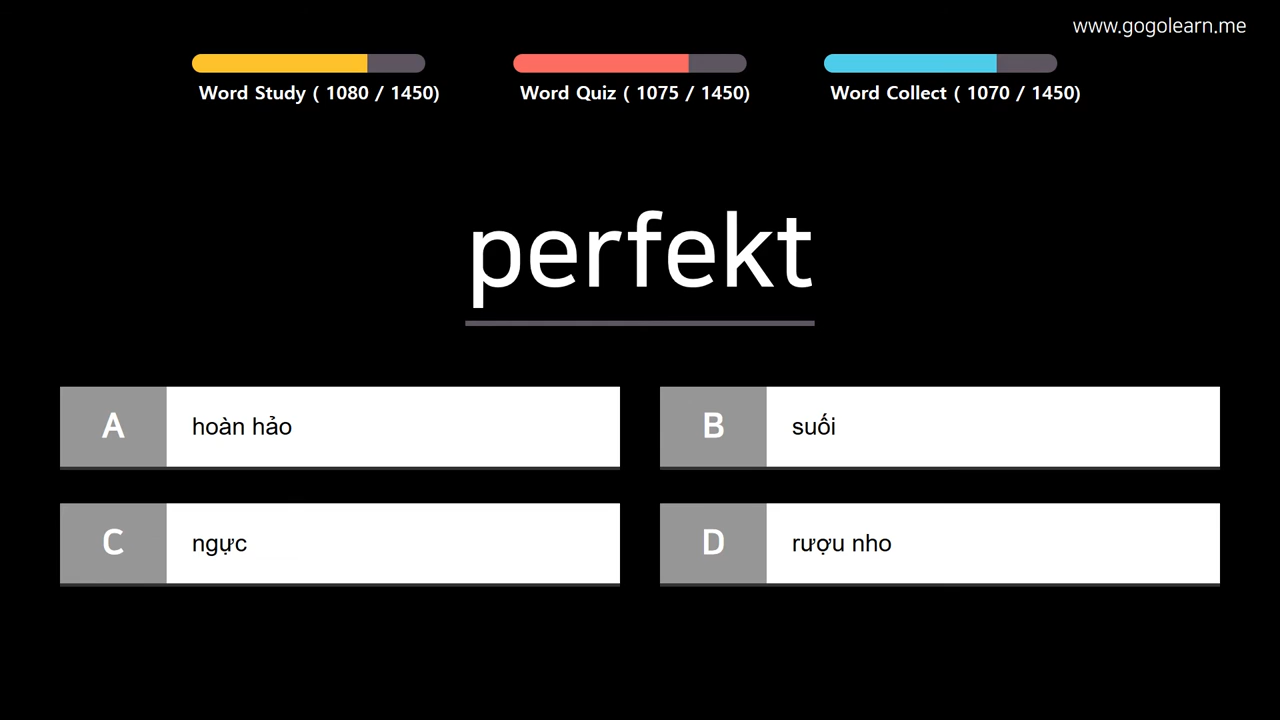 www.gogolearn.me
Word Study ( 1080 / 1450)
Word Quiz ( 1075 / 1450)
Word Collect ( 1070 / 1450)
perfekt
A hoàn hảo
B suối
C ngực
D rượu nho